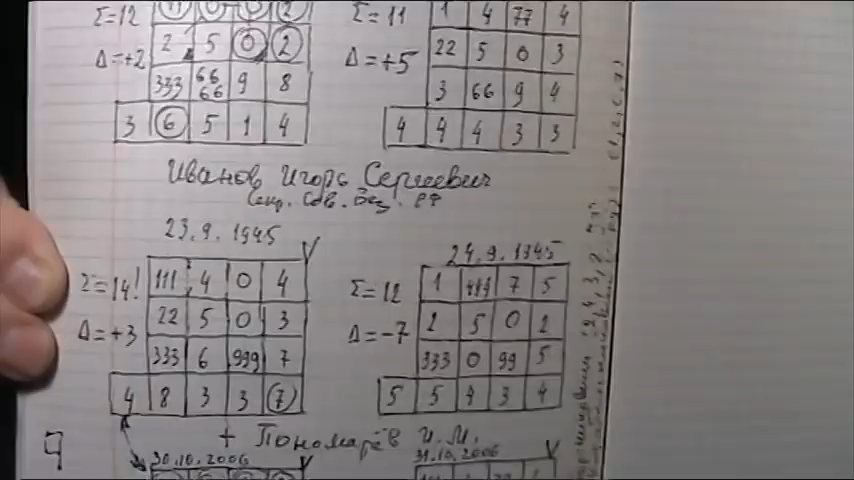 Σ=12
2 5 0 2
Δ=+2
333 66 66 9 8
3 6 5 1 4
Σ=11 1 4 77 4
Δ=+5 22 5 0 3
3 66 9 4
4 4 4 3 3
Иванов Игорь Сергеевич
Секр. Сов. Без. РФ
23.9.1945
Σ=14! 111 4 0 4
22 5 0 3
Δ=+3
333 6 999 7
4 8 3 3 7
24.9.1945
Σ=12 1 444 7 5
Δ=-7 2 5 0 2
333 0 99 5
5 5 4 3 4
+ Пономарёв И.М.
30.10.2006
31.10.2006